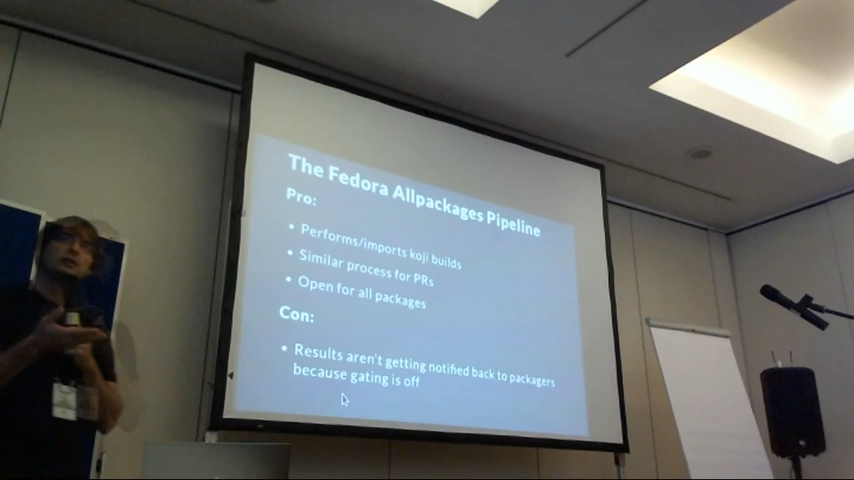 The Fedora Allpackages Pipeline
Pro:
• Performs/imports koji builds
• Similar process for PRs
• Open for all packages
Con:
• Results aren't getting notified back to packagers
because gating is off